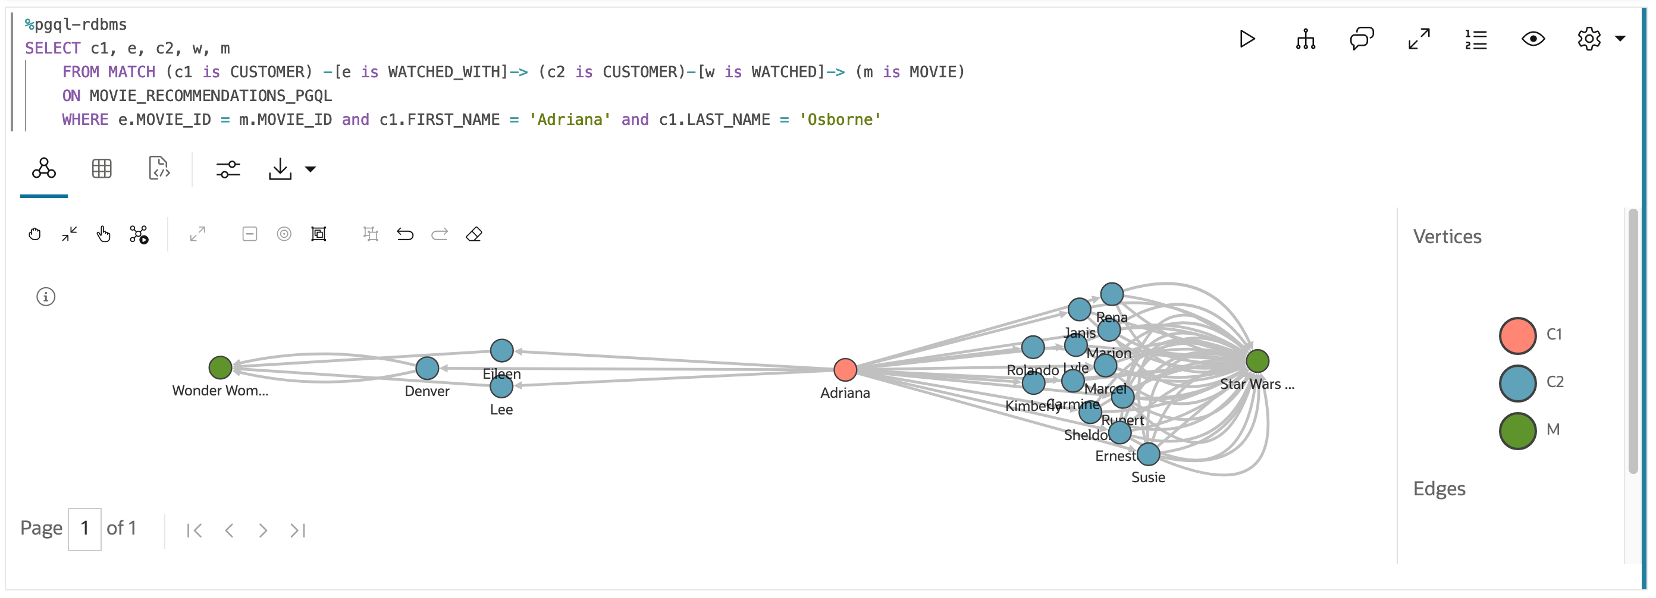 %pgql-rdbms
SELECT c1, e, c2, w, m
FROM MATCH (c1 is CUSTOMER) -[e is WATCHED_WITH]-> (c2 is CUSTOMER)-[w is WATCHED]-> (m is MOVIE)
ON MOVIE_RECOMMENDATIONS_PGQL
WHERE e.MOVIE_ID = m.MOVIE_ID and c1.FIRST_NAME = 'Adriana' and c1.LAST_NAME = 'Osborne'
Vertices
C1
C2
M
Edges
Wonder Wom...
Denver
Eileen
Lee
Adriana
Rena
Janis
Marion
Rolando
Lyle
Marcel
Kimberly
Carmine
Rupert
Sheldo
Ernest
Susie
Star Wars ...
Page 1 of 1